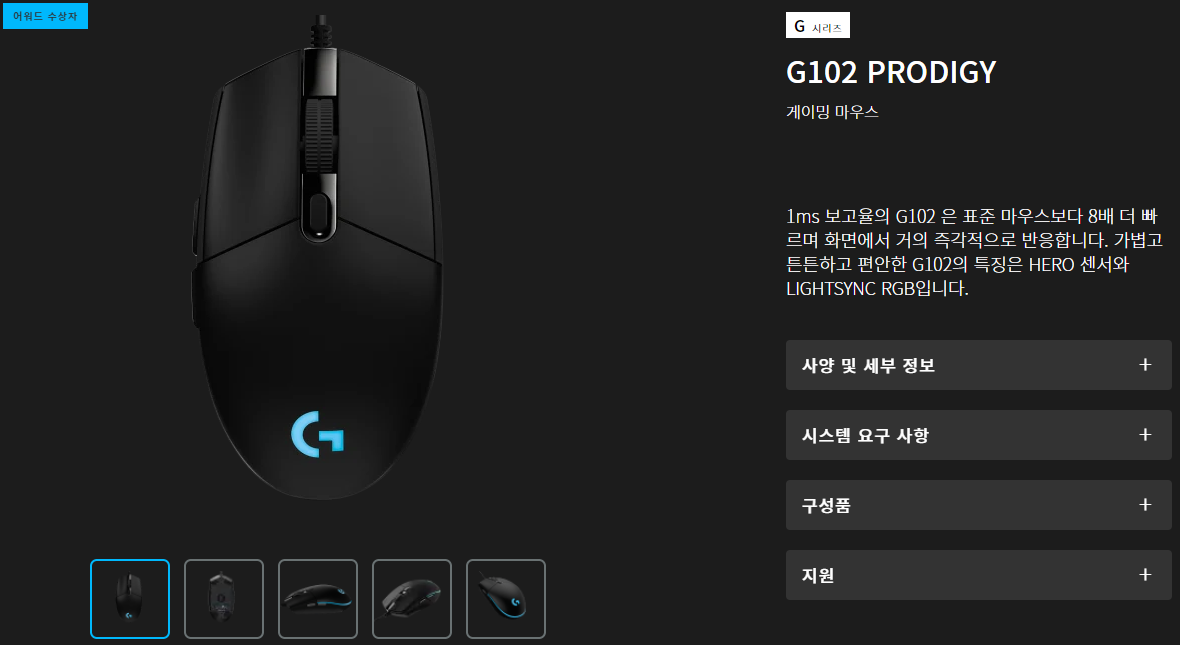 어워드 수상자
G 시리즈
G102 PRODIGY
게이밍 마우스
1ms 보고율의 G102 은 표준 마우스보다 8배 더 빠
르며 화면에서 거의 즉각적으로 반응합니다. 가볍고
튼튼하고 편안한 G102의 특징은 HERO 센서와
LIGHTSYNC RGB입니다.
사양 및 세부 정보 +
시스템 요구 사항 +
구성품 +
지원 +